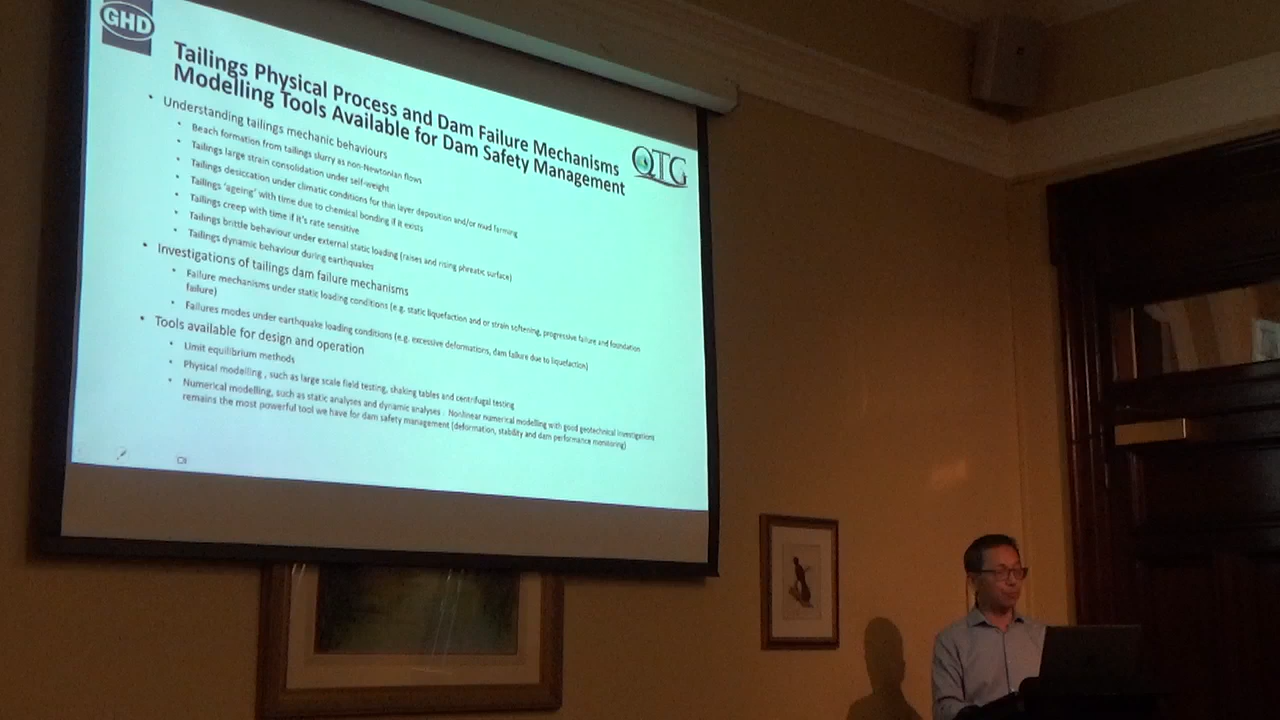 GHD
Tailings Physical Process and Dam Failure Mechanisms
Modelling Tools Available for Dam Safety Management
QTG
• Understanding tailings mechanic behaviours
• Beach formation from tailings slurry as non-Newtonian flows
• Tailings large strain consolidation under self-weight
• Tailings desiccation under climatic conditions for thin layer deposition and/or mud farming
• Tailings 'ageing' with time due to chemical bonding if it exists
• Tailings creep with time if it's rate sensitive
• Tailings brittle behaviour under external static loading (raises and rising phreatic surface)
• Tailings dynamic behaviour during earthquakes
• Investigations of tailings dam failure mechanisms
• Failure mechanisms under static loading conditions (e.g. static liquefaction and or strain softening, progressive failure and foundation
failure)
• Failures modes under earthquake loading conditions (e.g. excessive deformations, dam failure due to liquefaction)
• Tools available for design and operation
• Limit equilibrium methods
• Physical modelling , such as large scale field testing, shaking tables and centrifugal testing
• Numerical modelling, such as static analyses and dynamic analyses . Nonlinear numerical modelling with good geotechnical investigations
remains the most powerful tool we have for dam safety management (deformation, stability and dam performance monitoring)